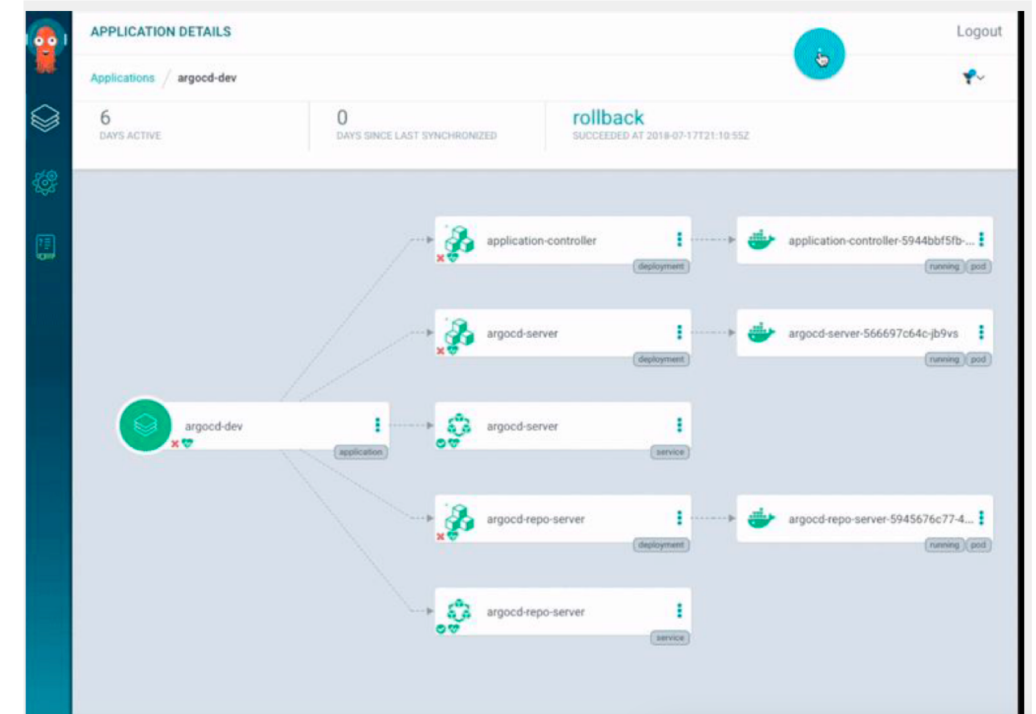 APPLICATION DETAILS
Logout
Applications / argocd-dev
6
DAYS ACTIVE
0
DAYS SINCE LAST SYNCHRONIZED
rollback
SUCCEEDED AT 2018-07-17T21:10:55Z
application-controller
deployment
application-controller-5944bbf5fb-...
running pod
argocd-server
deployment
argocd-server-566697c64c-jb9vs
running pod
argocd-dev
application
argocd-server
service
argocd-repo-server
deployment
argocd-repo-server-5945676c77-4...
running pod
argocd-repo-server
service